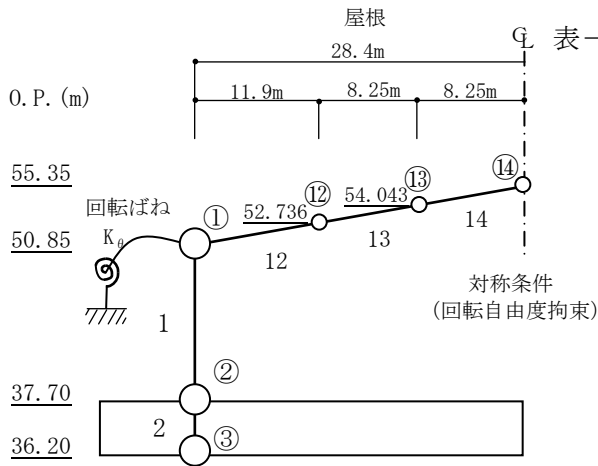 屋根
℄ 表－
28.4m
O.P.(m)
11.9m 8.25m 8.25m
55.35
⑭
⑬
⑫ 54.043
回転ばね ① 52.736
50.85 Kθ
12 13 14
対称条件
(回転自由度拘束)
1
②
37.70
2
③
36.20